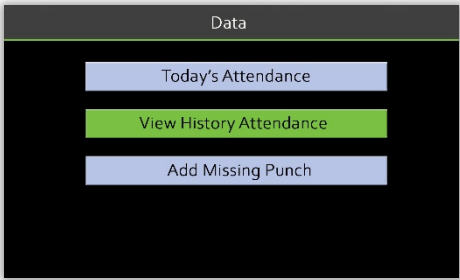 Data
Today's Attendance
View History Attendance
Add Missing Punch